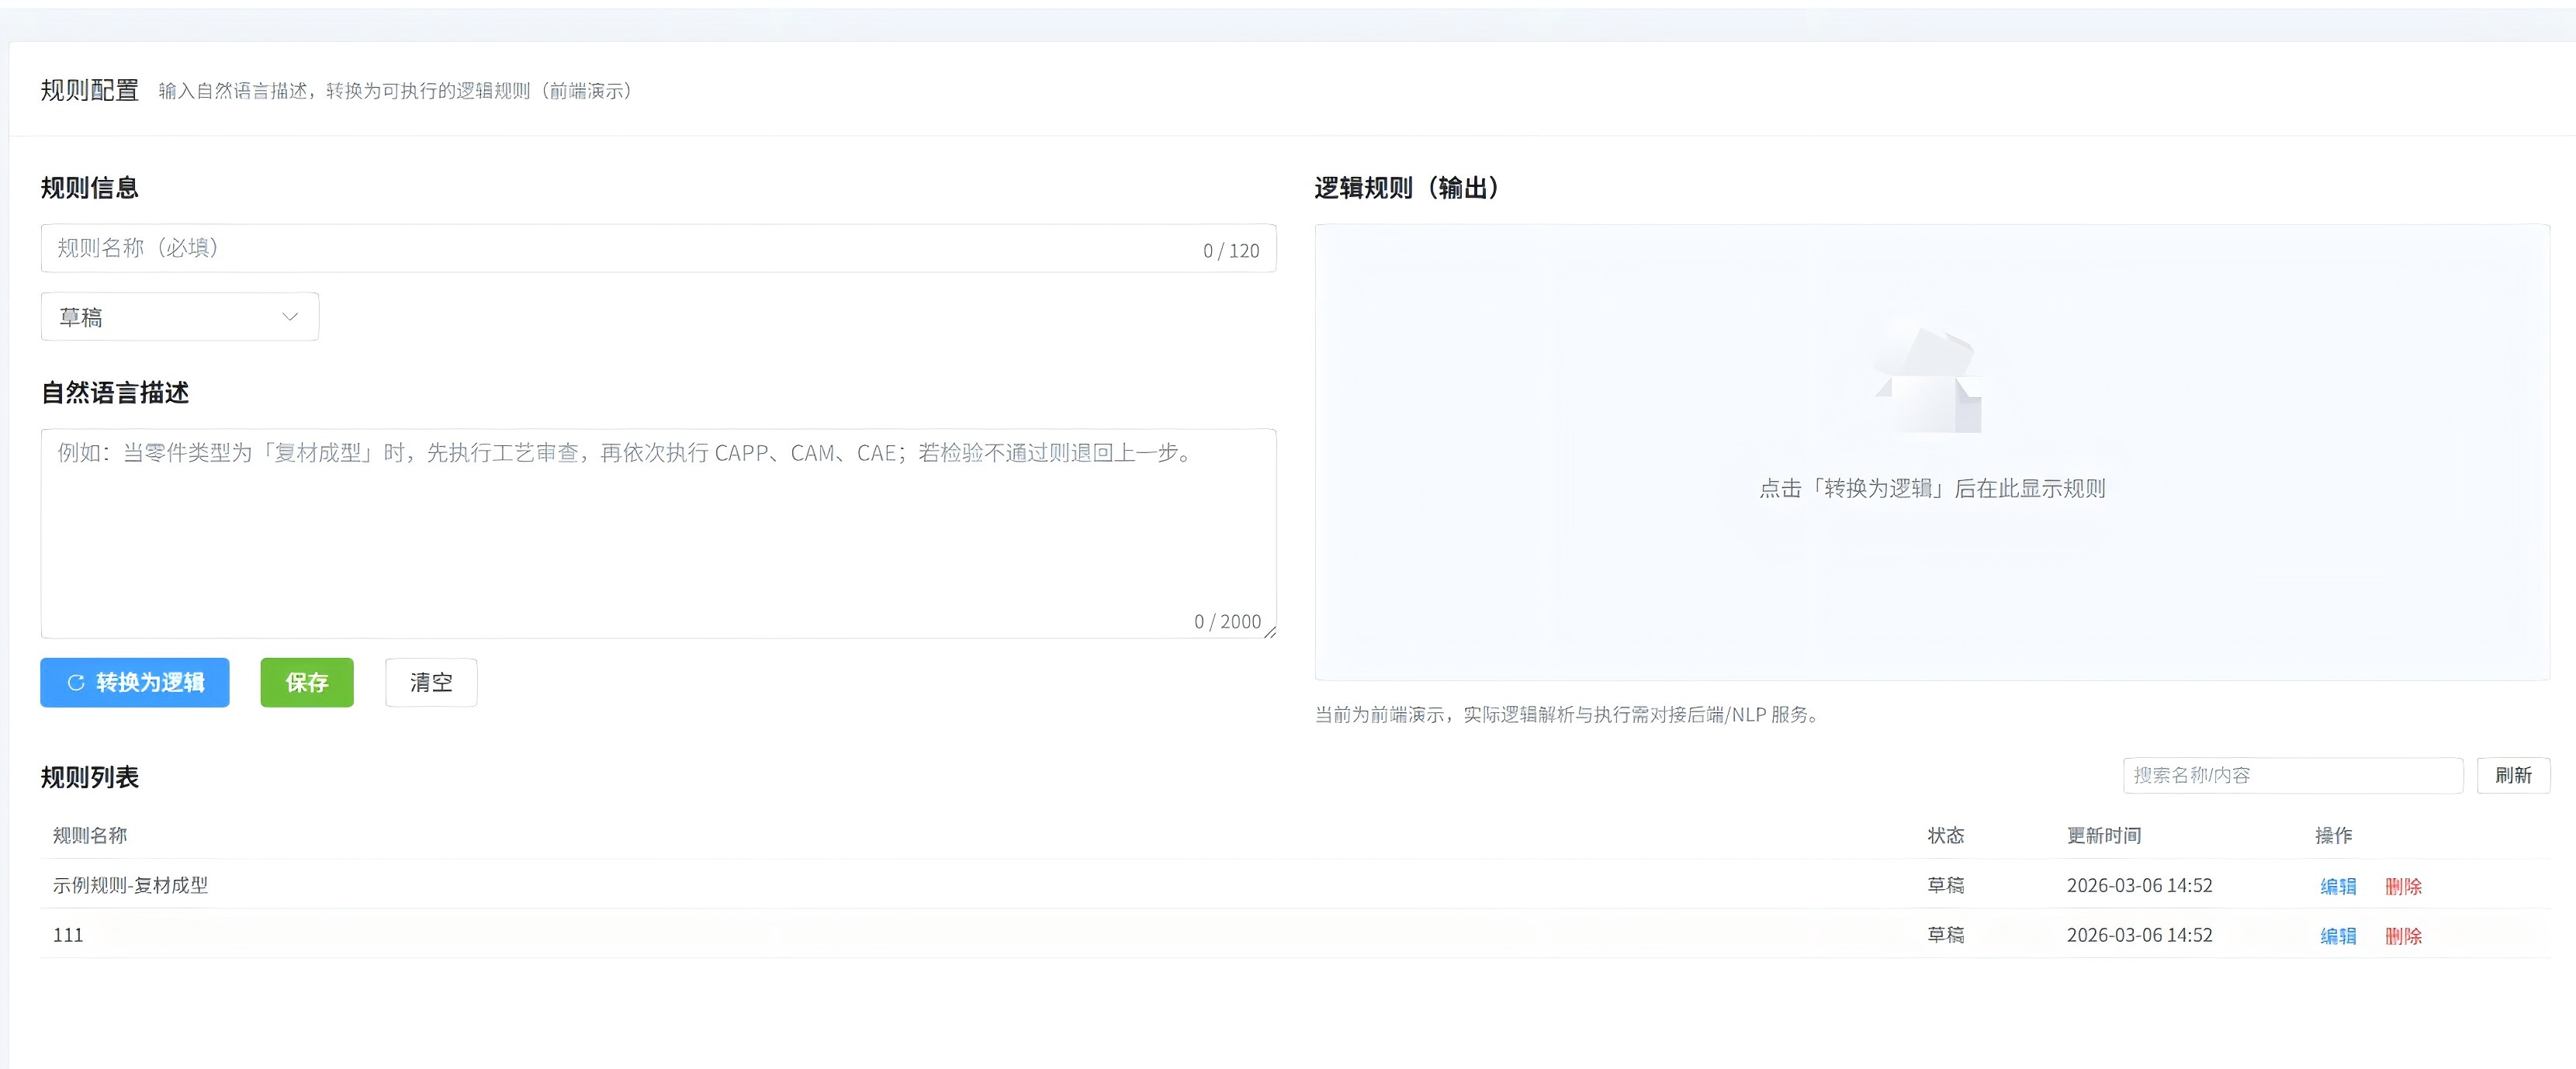 规则配置 输入自然语言描述，转换为可执行的逻辑规则（前端演示）
规则信息
规则名称（必填） 0 / 120
草稿
自然语言描述
例如：当零件类型为「复材成型」时，先执行工艺审查，再依次执行 CAPP、CAM、CAE；若检验不通过则退回上一步。
0 / 2000
转换为逻辑 保存 清空
逻辑规则（输出）
点击「转换为逻辑」后在此显示规则
当前为前端演示，实际逻辑解析与执行需对接后端/NLP 服务。
规则列表 搜索名称/内容 刷新
规则名称 状态 更新时间 操作
示例规则-复材成型 草稿 2026-03-06 14:52 编辑 删除
111 草稿 2026-03-06 14:52 编辑 删除